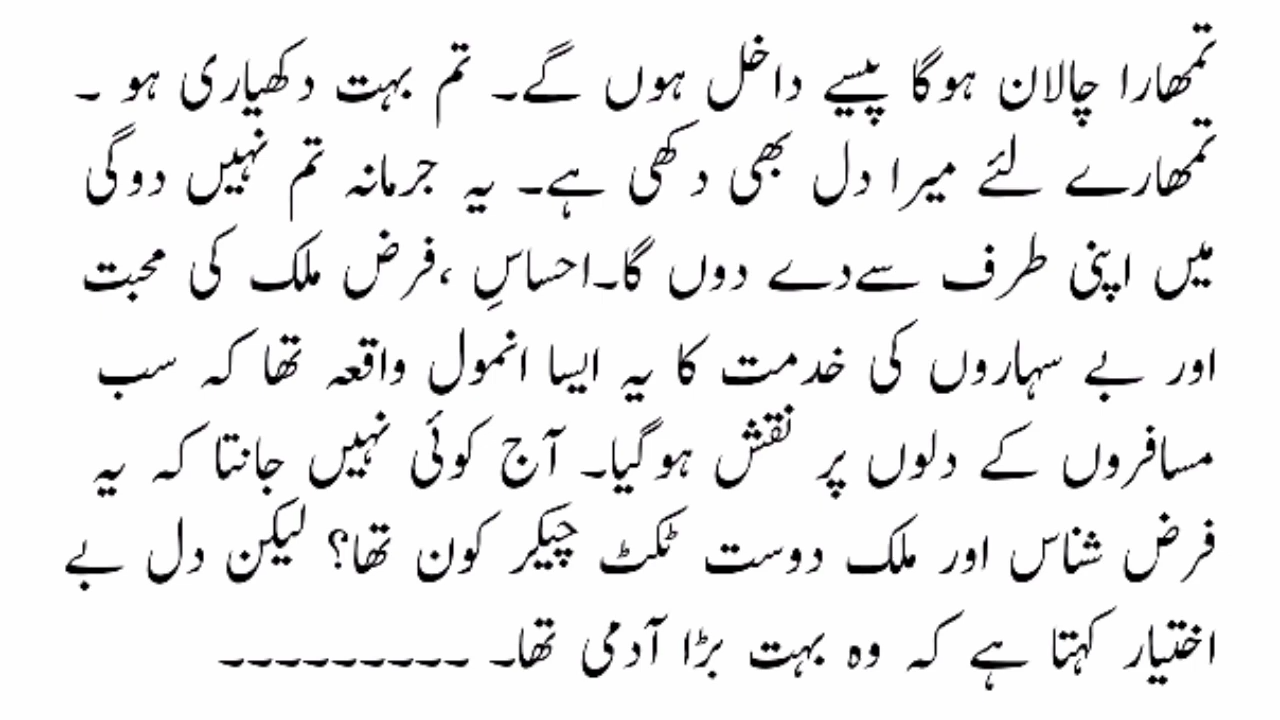 تمھارا چالان ہوگا پیسے داخل ہوں گے۔ تم بہت دکھیاری ہو ۔
تمھارے لئے میرا دل بھی دکھی ہے۔ یہ جرمانہ تم نہیں دوگی
میں اپنی طرف سےدے دوں گا۔احساسِ ،فرض ملک کی محبت
اور بے سہاروں کی خدمت کا یہ ایسا انمول واقعہ تھا کہ سب
مسافروں کے دلوں پر نقش ہوگیا۔ آج کوئی نہیں جانتا کہ یہ
فرض شناس اور ملک دوست ٹکٹ چیکر کون تھا؟ لیکن دل بے
اختیار کہتا ہے کہ وہ بہت بڑا آدمی تھا۔ ۔۔۔۔۔۔۔۔۔۔